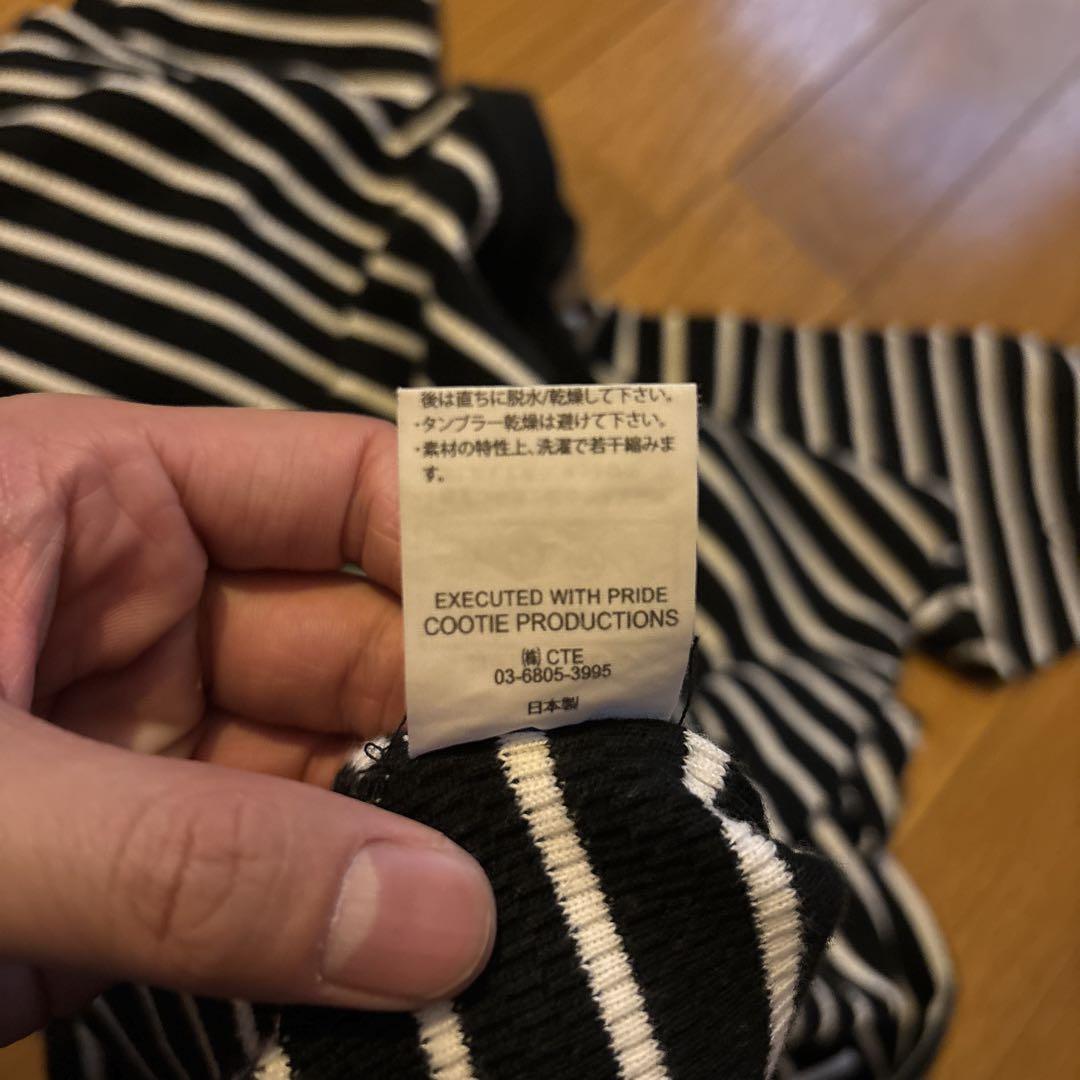 後は直ちに脱水/乾燥して下さい。
・タンブラー乾燥は避けて下さい。
・素材の特性上、洗濯で若干縮みま
す。
EXECUTED WITH PRIDE
COOTIE PRODUCTIONS
㈱ CTE
03-6805-3995
日本製